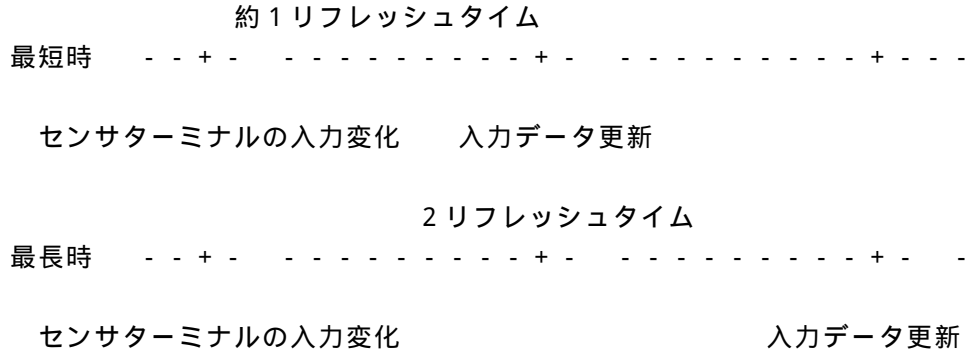 約1リフレッシュタイム
最短時 - - + - - - - - - - - - - + - - - - - - - - - + - - -
センサターミナルの入力変化 入力データ更新
2リフレッシュタイム
最長時 - - + - - - - - - - - - - + - - - - - - - - - + - -
センサターミナルの入力変化 入力データ更新